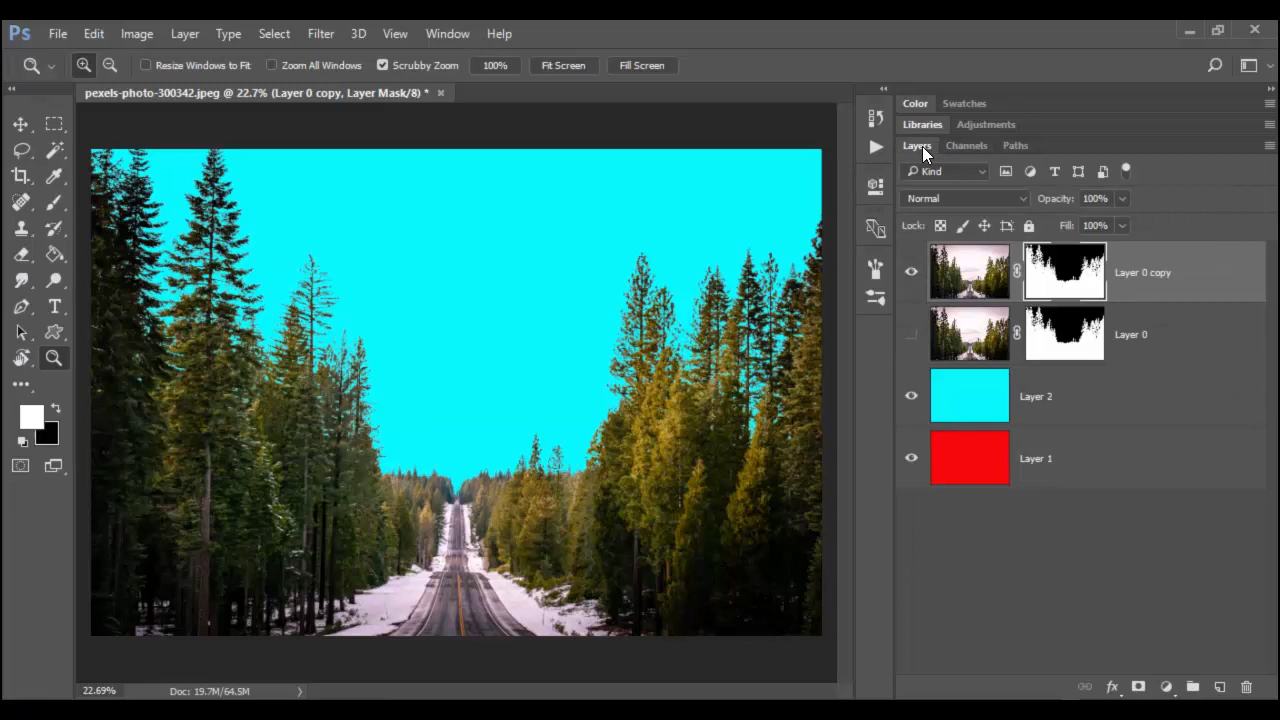 Ps File Edit Image Layer Type Select Filter 3D View Window Help
Resize Windows to Fit Zoom All Windows Scrubby Zoom 100% Fit Screen Fill Screen
pexels-photo-300342.jpeg @ 22.7% (Layer 0 copy, Layer Mask/8) *
Color Swatches
Libraries Adjustments
Layers Channels Paths
Kind
Normal Opacity: 100%
Lock: Fill: 100%
Layer 0 copy
Layer 0
Layer 2
Layer 1
22.69% Doc: 19.7M/64.5M